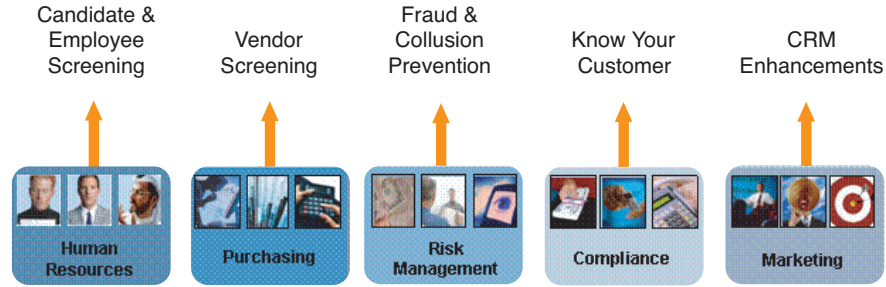 Candidate &
Employee
Screening
Vendor
Screening
Fraud &
Collusion
Prevention
Know Your
Customer
CRM
Enhancements
Human
Resources
Purchasing
Risk
Management
Compliance
Marketing